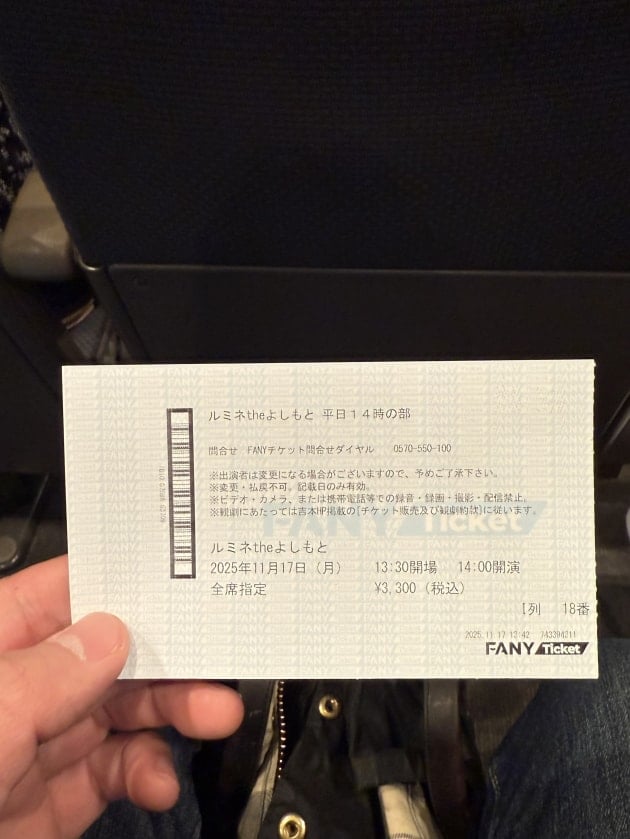 ルミネtheよしもと 平日１４時の部
問合せ FANYチケット問合せダイヤル 0570-550-100
※出演者は変更になる場合がございますので、予めご了承下さい。
※変更・払戻不可。記載日のみ有効。
※ビデオ・カメラ、または携帯電話等での録音・録画・撮影・配信禁止。
※観劇にあたっては吉本HP掲載の[チケット販売及び観劇約款]に従います。
FANY Ticket
ルミネtheよしもと
2025年11月17日（月） 13:30開場 14:00開演
全席指定 ¥3,300（税込）
I列 18番
2025.11.17 13:42 743394211
FANY Ticket